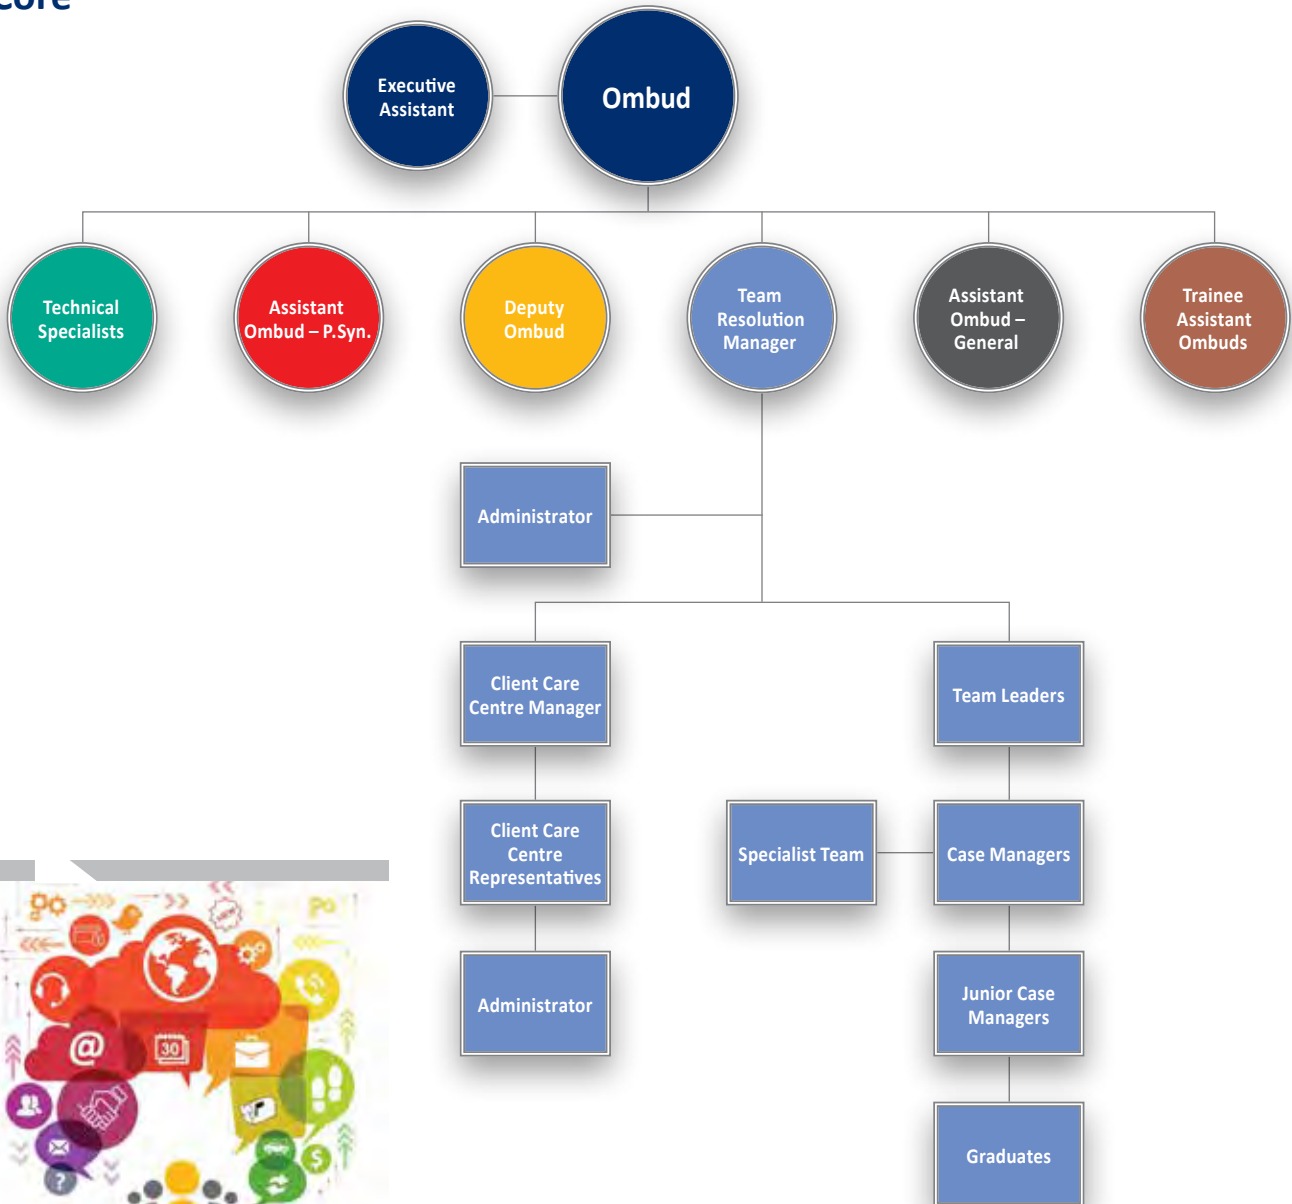 Core
Executive
Assistant
Ombud
Technical
Specialists
Assistant
Ombud – P.Syn.
Deputy
Ombud
Team
Resolution
Manager
Assistant
Ombud –
General
Trainee
Assistant
Ombuds
Administrator
Client Care
Centre Manager
Team Leaders
Client Care
Centre
Representatives
Specialist Team
Case Managers
Administrator
Junior Case
Managers
Graduates
@
30
$
?